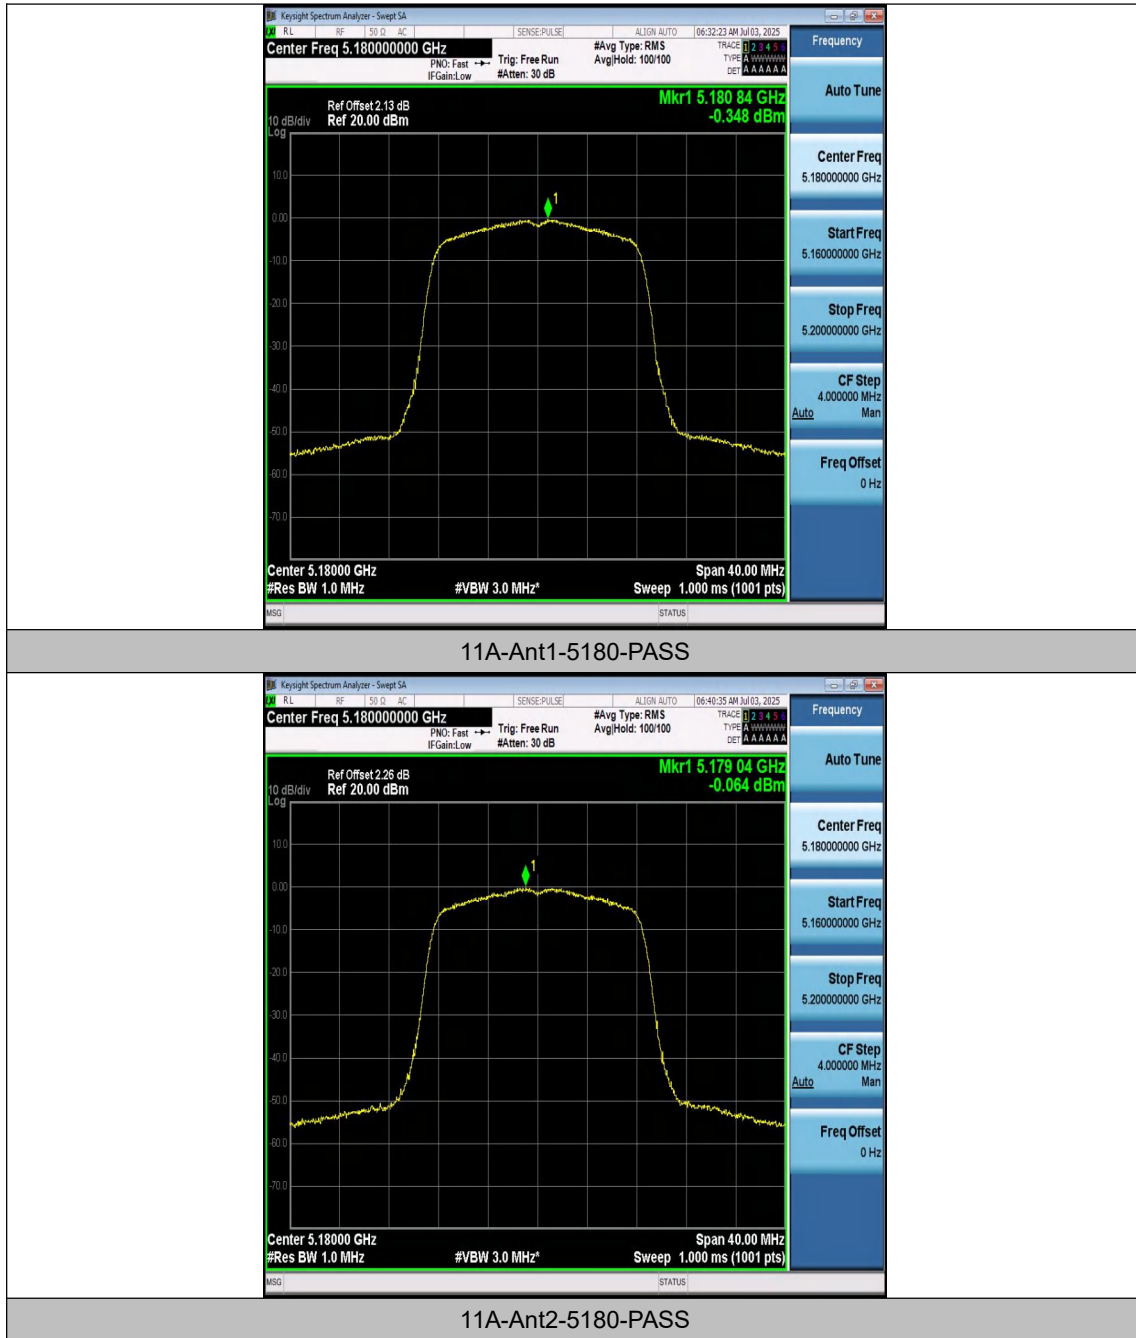 Keysight Spectrum Analyzer - Swept SA
RL RF 50 Ω AC SENSE:PULSE ALIGN AUTO 06:32:23 AM Jul 03, 2025
Center Freq 5.180000000 GHz
PNO: Fast
IFGain:Low
Trig: Free Run
#Atten: 30 dB
#Avg Type: RMS
Avg|Hold: 100/100
TRACE 1 2 3 4 5 6
TYPE A W W W W W
DET A A A A A A
Frequency
Auto Tune
Center Freq
5.180000000 GHz
Start Freq
5.160000000 GHz
Stop Freq
5.200000000 GHz
CF Step
4.000000 MHz
Auto Man
Freq Offset
0 Hz
Mkr1 5.180 84 GHz
-0.348 dBm
Ref Offset 2.13 dB
10 dB/div Ref 20.00 dBm
Log
10.0
0.00
-10.0
-20.0
-30.0
-40.0
-50.0
-60.0
-70.0
1
Center 5.18000 GHz Span 40.00 MHz
#Res BW 1.0 MHz #VBW 3.0 MHz* Sweep 1.000 ms (1001 pts)
MSG STATUS
11A-Ant1-5180-PASS
Keysight Spectrum Analyzer - Swept SA
RL RF 50 Ω AC SENSE:PULSE ALIGN AUTO 06:40:35 AM Jul 03, 2025
Center Freq 5.180000000 GHz
PNO: Fast
IFGain:Low
Trig: Free Run
#Atten: 30 dB
#Avg Type: RMS
Avg|Hold: 100/100
TRACE 1 2 3 4 5 6
TYPE A W W W W W
DET A A A A A A
Frequency
Auto Tune
Center Freq
5.180000000 GHz
Start Freq
5.160000000 GHz
Stop Freq
5.200000000 GHz
CF Step
4.000000 MHz
Auto Man
Freq Offset
0 Hz
Mkr1 5.179 04 GHz
-0.064 dBm
Ref Offset 2.26 dB
10 dB/div Ref 20.00 dBm
Log
10.0
0.00
-10.0
-20.0
-30.0
-40.0
-50.0
-60.0
-70.0
1
Center 5.18000 GHz Span 40.00 MHz
#Res BW 1.0 MHz #VBW 3.0 MHz* Sweep 1.000 ms (1001 pts)
MSG STATUS
11A-Ant2-5180-PASS